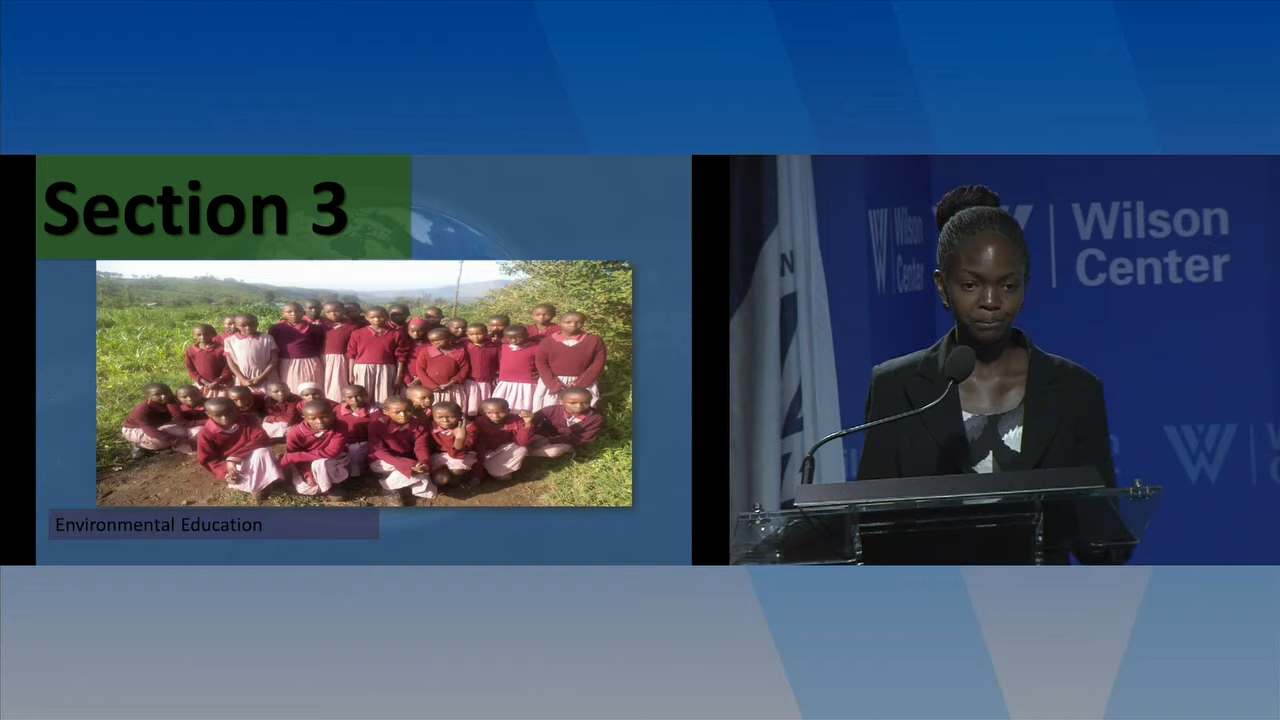 Section 3
Environmental Education
N
W
Wilson
Center
W
Wilson
Center
W